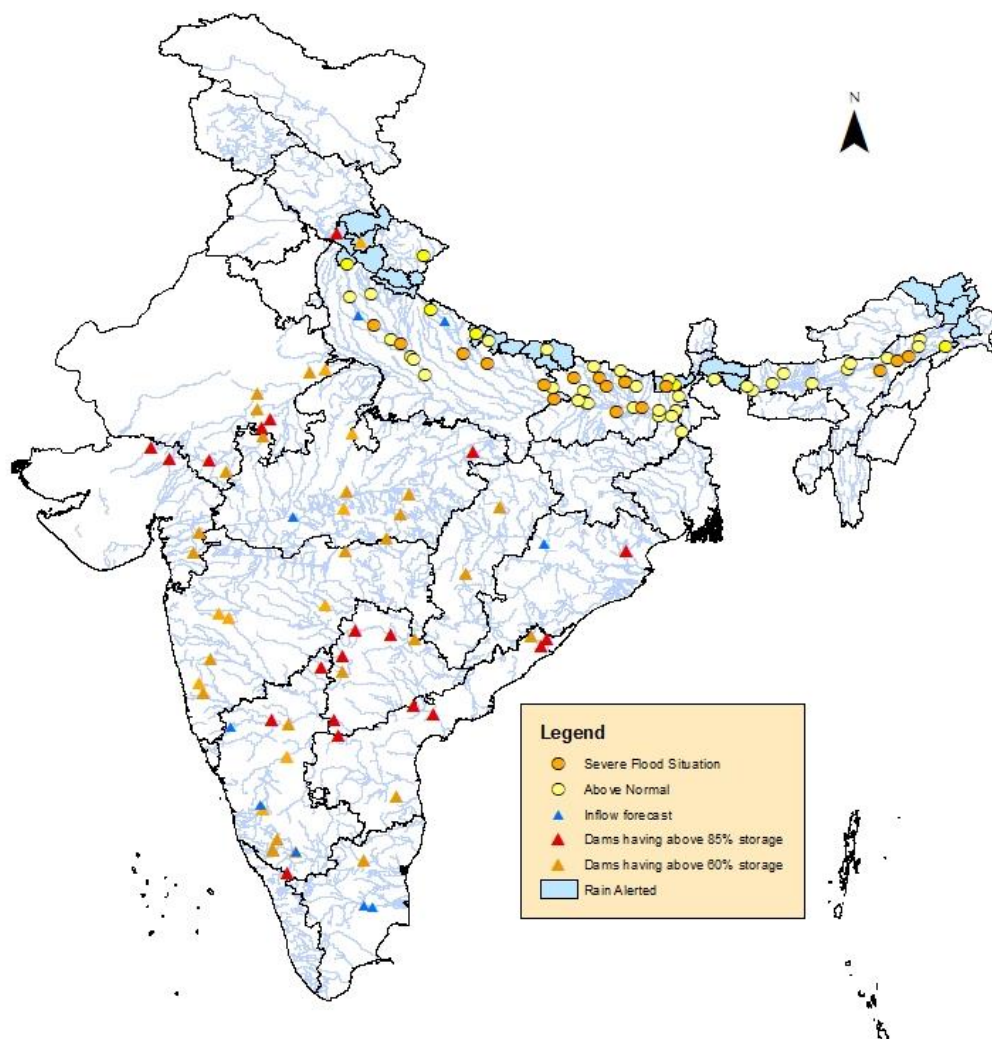 N
Legend
Severe Flood Situation
Above Normal
Inflow forecast
Dams having above 85% storage
Dams having above 60% storage
Rain Alerted